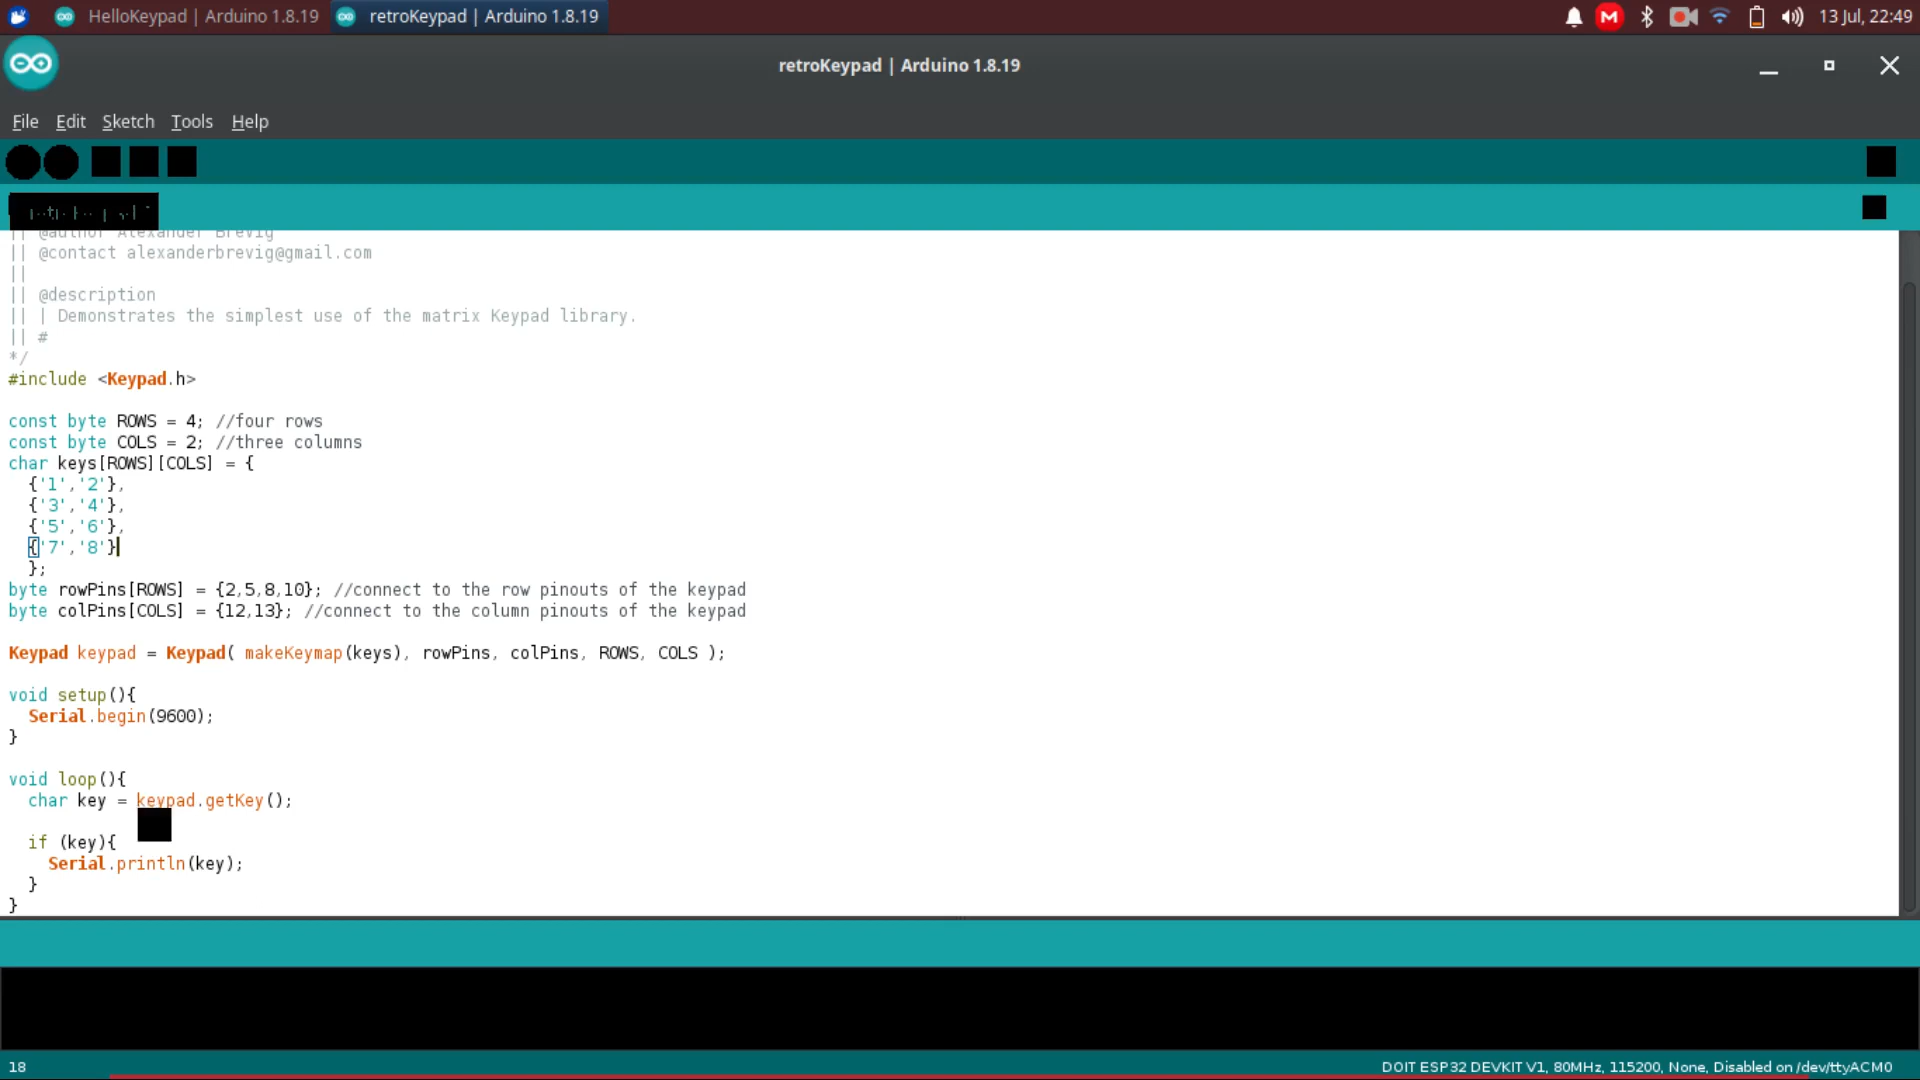 HelloKeypad | Arduino 1.8.19
retroKeypad | Arduino 1.8.19
13 Jul, 22:49
retroKeypad | Arduino 1.8.19
File Edit Sketch Tools Help
|| @author Alexander Brevig
|| @contact alexanderbrevig@gmail.com
||
|| @description
|| | Demonstrates the simplest use of the matrix Keypad library.
|| #
*/
#include <Keypad.h>
const byte ROWS = 4; //four rows
const byte COLS = 2; //three columns
char keys[ROWS][COLS] = {
{'1','2'},
{'3','4'},
{'5','6'},
{'7','8'}
};
byte rowPins[ROWS] = {2,5,8,10}; //connect to the row pinouts of the keypad
byte colPins[COLS] = {12,13}; //connect to the column pinouts of the keypad
Keypad keypad = Keypad( makeKeymap(keys), rowPins, colPins, ROWS, COLS );
void setup(){
Serial.begin(9600);
}
void loop(){
char key = keypad.getKey();
if (key){
Serial.println(key);
}
}
18
DOIT ESP32 DEVKIT V1, 80MHz, 115200, None, Disabled on /dev/ttyACM0